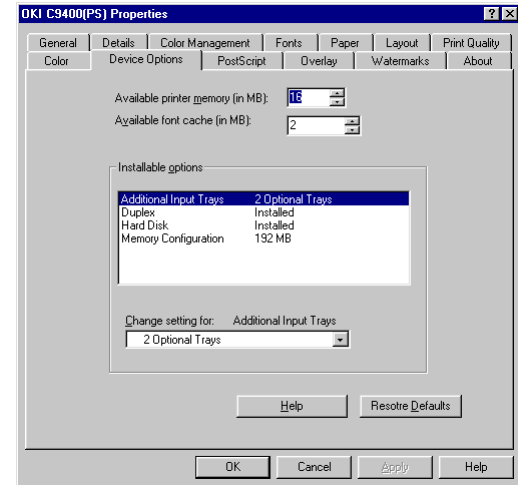 OKI C9400(PS) Properties
General Details Color Management Fonts Paper Layout Print Quality
Color Device Options PostScript Overlay Watermarks About
Available printer memory (in MB): 16
Available font cache (in MB): 2
Installable options
Additional Input Trays 2 Optional Trays
Duplex Installed
Hard Disk Installed
Memory Configuration 192 MB
Change setting for: Additional Input Trays
2 Optional Trays
Help Resotre Defaults
OK Cancel Apply Help